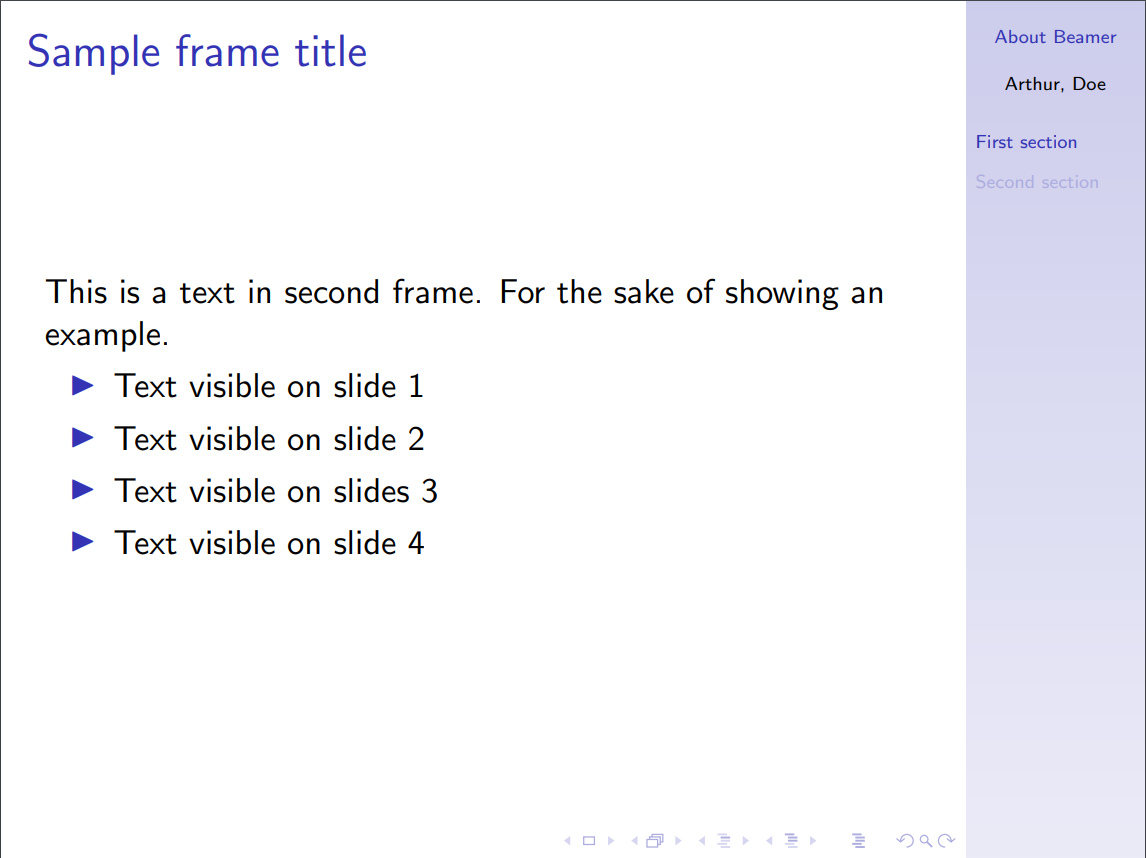 Sample frame title
This is a text in second frame. For the sake of showing an
example.
Text visible on slide 1
Text visible on slide 2
Text visible on slides 3
Text visible on slide 4
About Beamer
Arthur, Doe
First section
Second section